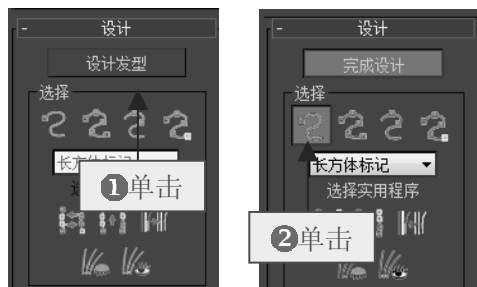 - 设计
设计发型
选择
长方体标记
❶单击
- 设计
完成设计
选择
长方体标记
选择实用程序
❷单击